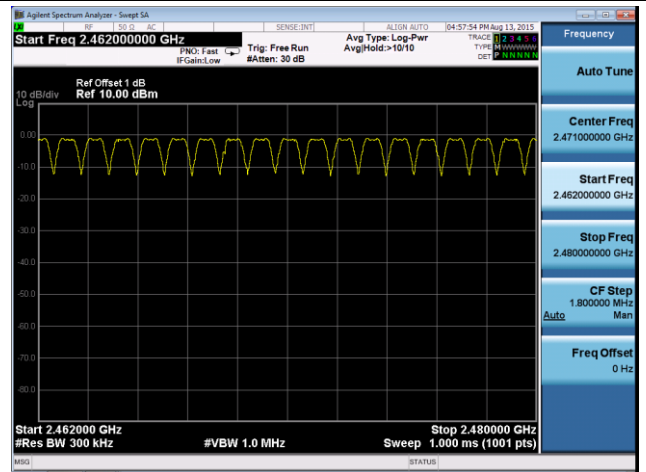 Agilent Spectrum Analyzer - Swept SA
RF 50 Ω AC SENSE:INT ALIGN AUTO 04:57:54 PM Aug 13, 2015
Start Freq 2.462000000 GHz
PNO: Fast
IFGain:Low
Trig: Free Run
#Atten: 30 dB
Avg Type: Log-Pwr
Avg|Hold:>10/10
TRACE 1 2 3 4 5 6
TYPE M WWWWW
DET P N N N N N
Frequency
Auto Tune
Center Freq
2.471000000 GHz
Start Freq
2.462000000 GHz
Stop Freq
2.480000000 GHz
CF Step
1.800000 MHz
Auto Man
Freq Offset
0 Hz
Ref Offset 1 dB
10 dB/div Ref 10.00 dBm
Log
0.00
-10.0
-20.0
-30.0
-40.0
-50.0
-60.0
-70.0
-80.0
Start 2.462000 GHz Stop 2.480000 GHz
#Res BW 300 kHz #VBW 1.0 MHz Sweep 1.000 ms (1001 pts)
MSG STATUS